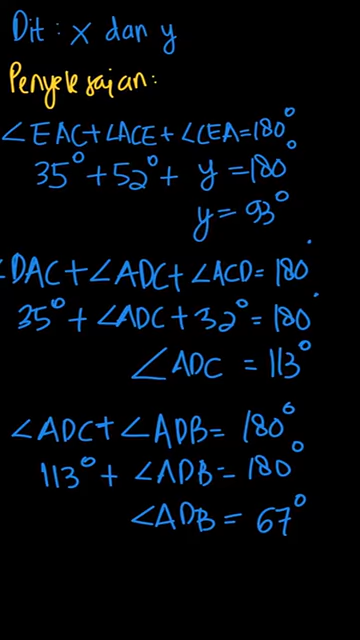 Dit : x dan y
Penyelesaian :
∠EAC + ∠ACE + ∠CEA = 180°
35° + 52° + y = 180°
y = 93°
∠DAC + ∠ADC + ∠ACD = 180°
35° + ∠ADC + 32° = 180°
∠ADC = 113°
∠ADC + ∠ADB = 180°
113° + ∠ADB = 180°
∠ADB = 67°